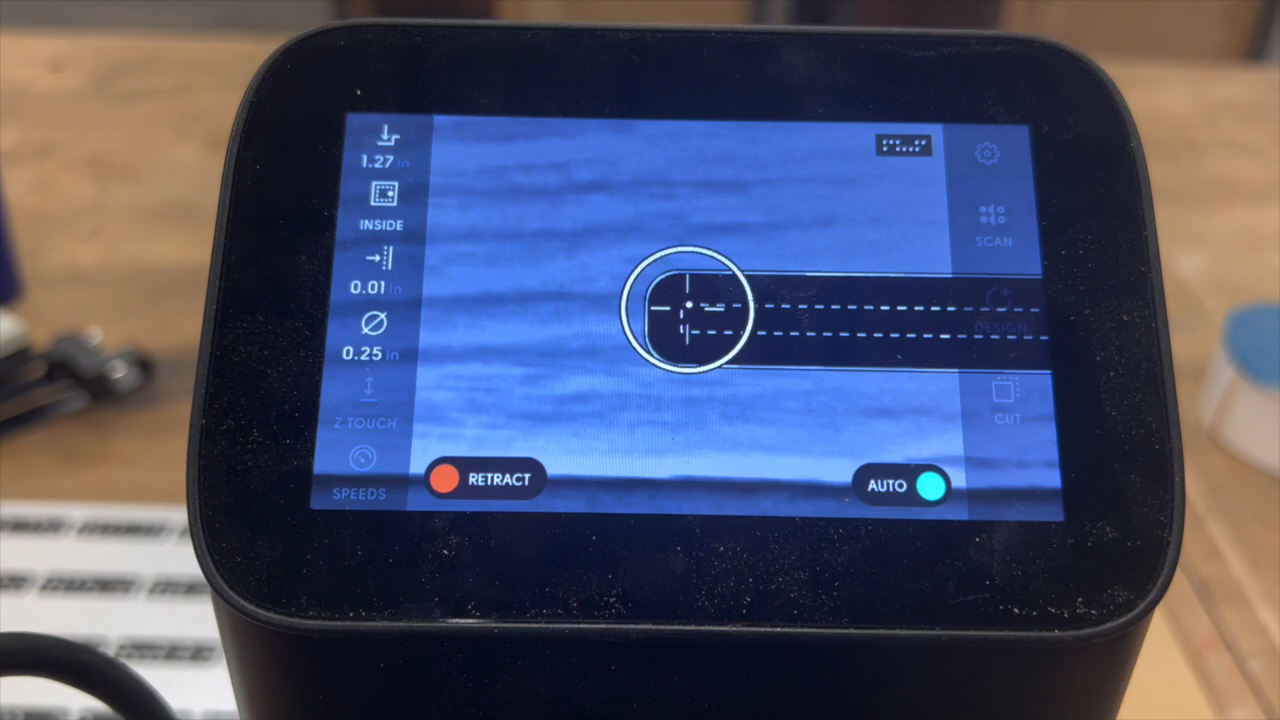 1.27 in
INSIDE
0.01 in
0.25 in
Z TOUCH
SPEEDS
RETRACT
AUTO
SCAN
DESIGN
CUT